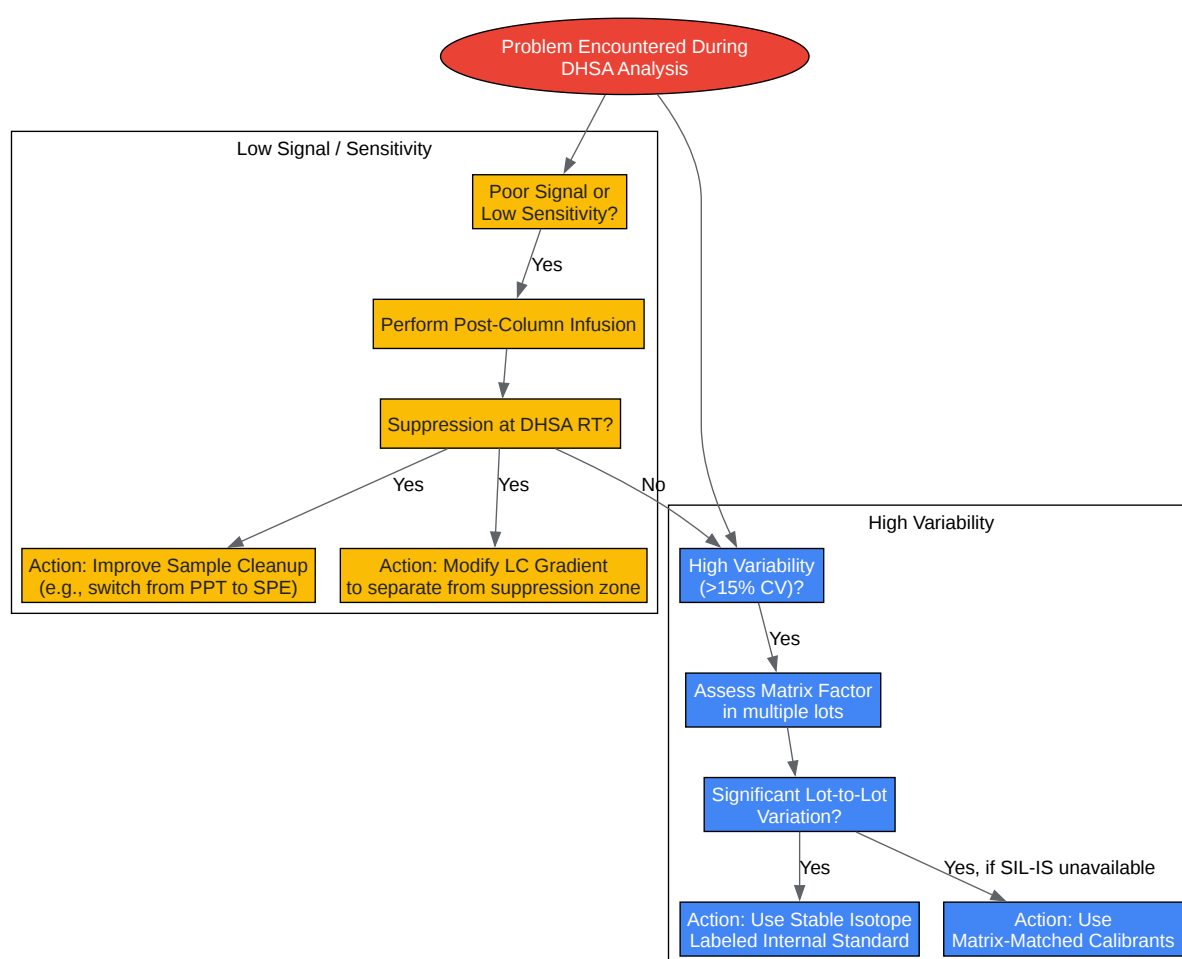 Problem Encountered During
DHSA Analysis
Low Signal / Sensitivity
Poor Signal or
Low Sensitivity?
Yes
Perform Post-Column Infusion
Suppression at DHSA RT?
Yes
Yes
No
Action: Improve Sample Cleanup
(e.g., switch from PPT to SPE)
Action: Modify LC Gradient
to separate from suppression zone
High Variability
High Variability
(>15% CV)?
Yes
Assess Matrix Factor
in multiple lots
Significant Lot-to-Lot
Variation?
Yes
Yes, if SIL-IS unavailable
Action: Use Stable Isotope
Labeled Internal Standard
Action: Use
Matrix-Matched Calibrants